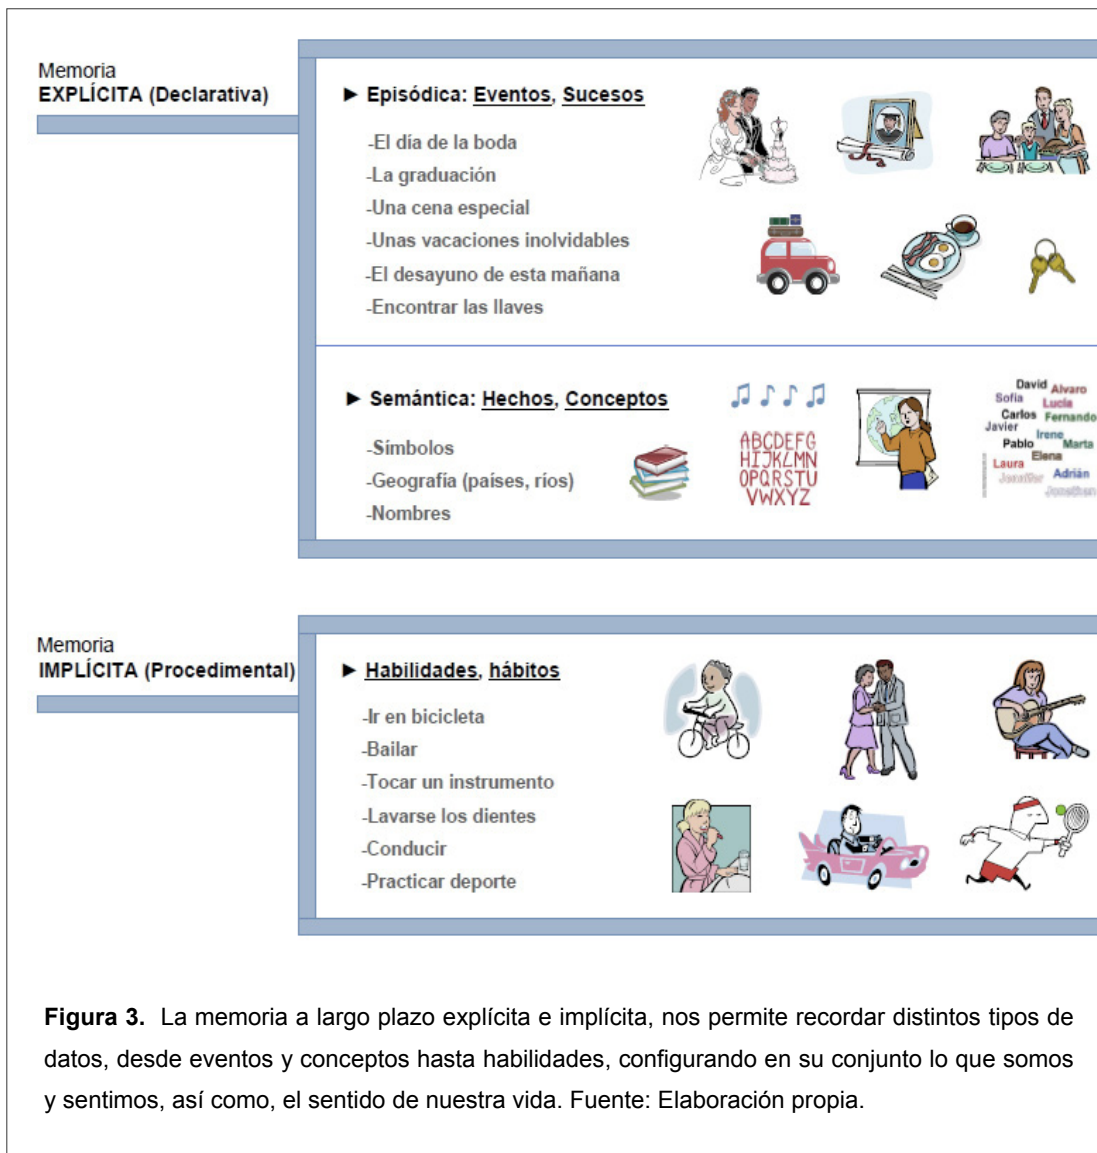 Memoria
EXPLÍCITA (Declarativa)
► Episódica: Eventos, Sucesos
-El día de la boda
-La graduación
-Una cena especial
-Unas vacaciones inolvidables
-El desayuno de esta mañana
-Encontrar las llaves
► Semántica: Hechos, Conceptos
-Símbolos
-Geografía (países, ríos)
-Nombres
ABCDEFG
HIJKLMN
OPQRSTU
VWXYZ
David Alvaro
Sofia Lucía
Carlos Fernando
Javier Irene
Pablo Marta
Elena
Laura Adrián
Jennifer
Jonathan
Memoria
IMPLÍCITA (Procedimental)
► Habilidades, hábitos
-Ir en bicicleta
-Bailar
-Tocar un instrumento
-Lavarse los dientes
-Conducir
-Practicar deporte
Figura 3. La memoria a largo plazo explícita e implícita, nos permite recordar distintos tipos de
datos, desde eventos y conceptos hasta habilidades, configurando en su conjunto lo que somos
y sentimos, así como, el sentido de nuestra vida. Fuente: Elaboración propia.